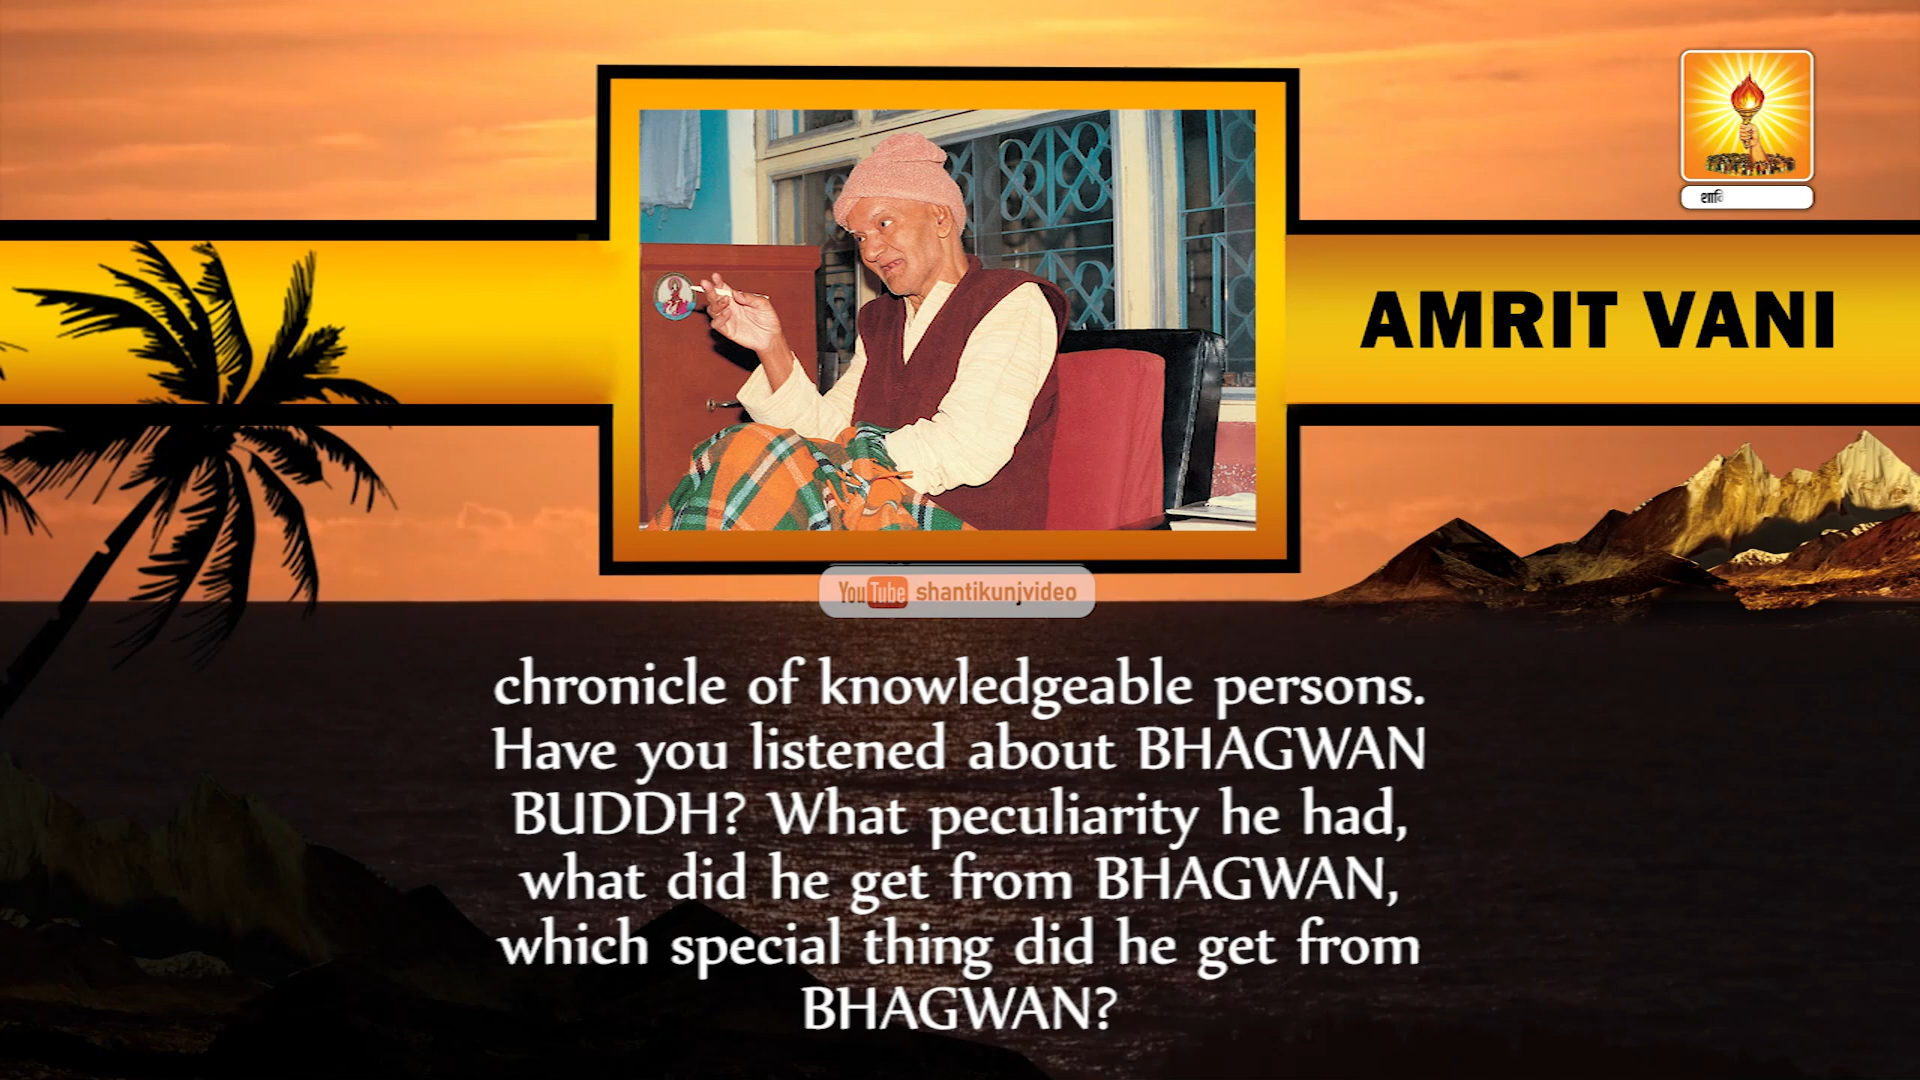 AMRIT VANI
YouTube shantikunjvideo
chronicle of knowledgeable persons.
Have you listened about BHAGWAN
BUDDH? What peculiarity he had,
what did he get from BHAGWAN,
which special thing did he get from
BHAGWAN?